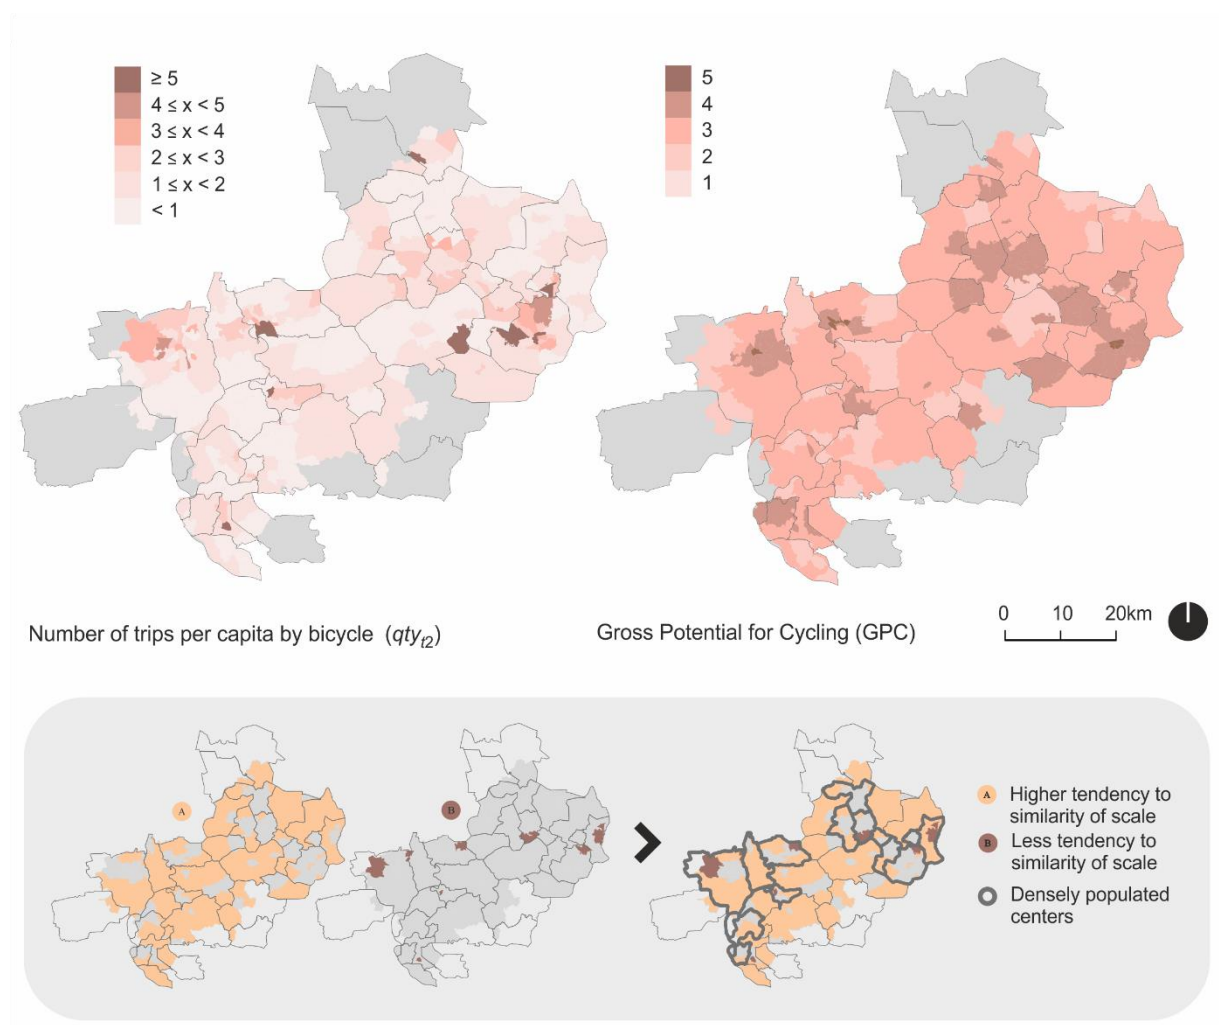 ≥ 5
4 ≤ x < 5
3 ≤ x < 4
2 ≤ x < 3
1 ≤ x < 2
< 1
5
4
3
2
1
Number of trips per capita by bicycle (qty_t2)
Gross Potential for Cycling (GPC)
0 10 20km
A
B
A Higher tendency to
similarity of scale
B Less tendency to
similarity of scale
Densely populated
centers